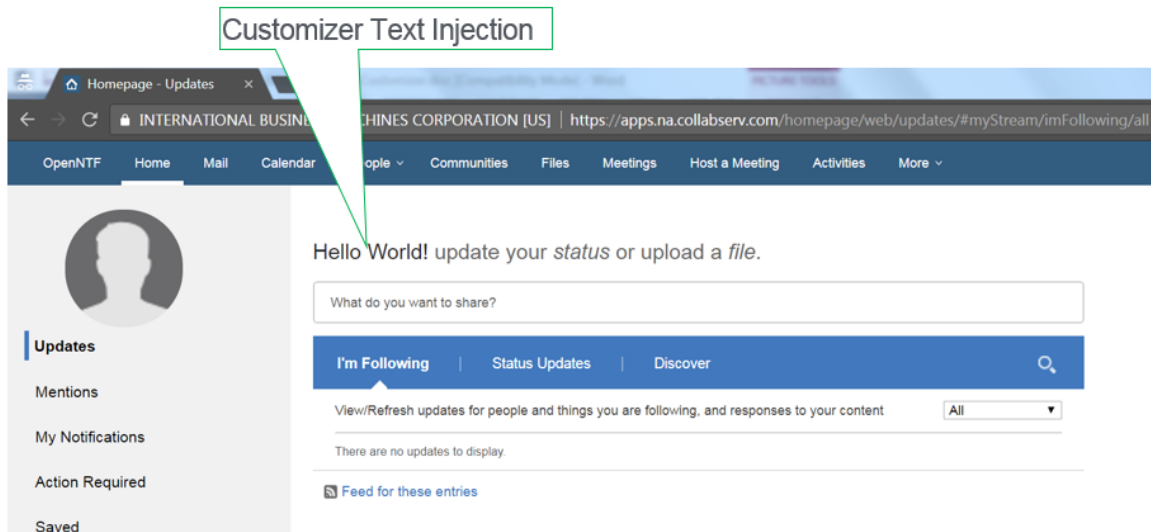 Customizer Text Injection
Homepage - Updates ×
INTERNATIONAL BUSINE CHINES CORPORATION [US] | https://apps.na.collabserv.com/homepage/web/updates/#myStream/imFollowing/all
OpenNTF Home Mail Calendar ople Communities Files Meetings Host a Meeting Activities More
Hello World! update your status or upload a file.
What do you want to share?
Updates
I'm Following | Status Updates | Discover
Mentions
View/Refresh updates for people and things you are following, and responses to your content All
My Notifications
There are no updates to display.
Action Required
Feed for these entries
Saved